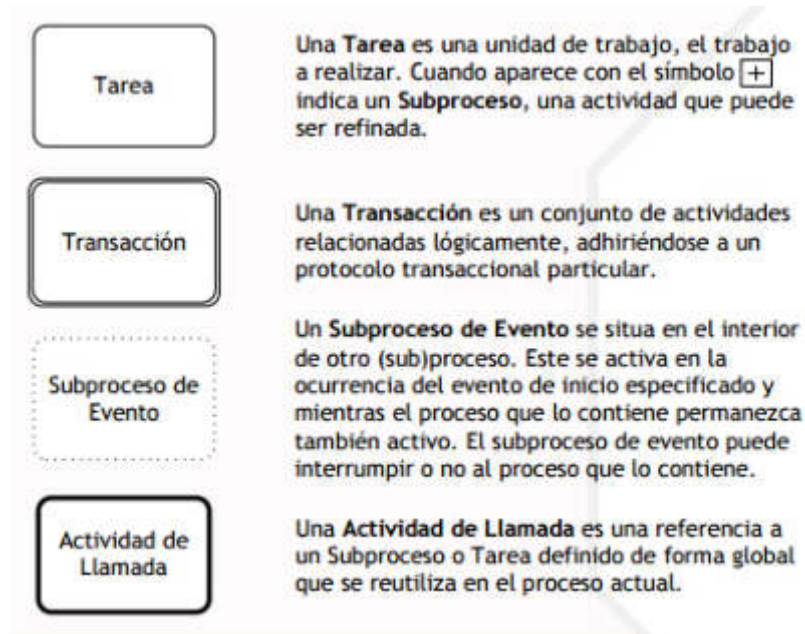 Tarea
Una Tarea es una unidad de trabajo, el trabajo
a realizar. Cuando aparece con el símbolo +
indica un Subproceso, una actividad que puede
ser refinada.
Transacción
Una Transacción es un conjunto de actividades
relacionadas lógicamente, adhiriéndose a un
protocolo transaccional particular.
Subproceso de
Evento
Un Subproceso de Evento se situa en el interior
de otro (sub)proceso. Este se activa en la
ocurrencia del evento de inicio especificado y
mientras el proceso que lo contiene permanezca
también activo. El subproceso de evento puede
interrumpir o no al proceso que lo contiene.
Actividad de
Llamada
Una Actividad de Llamada es una referencia a
un Subproceso o Tarea definido de forma global
que se reutiliza en el proceso actual.